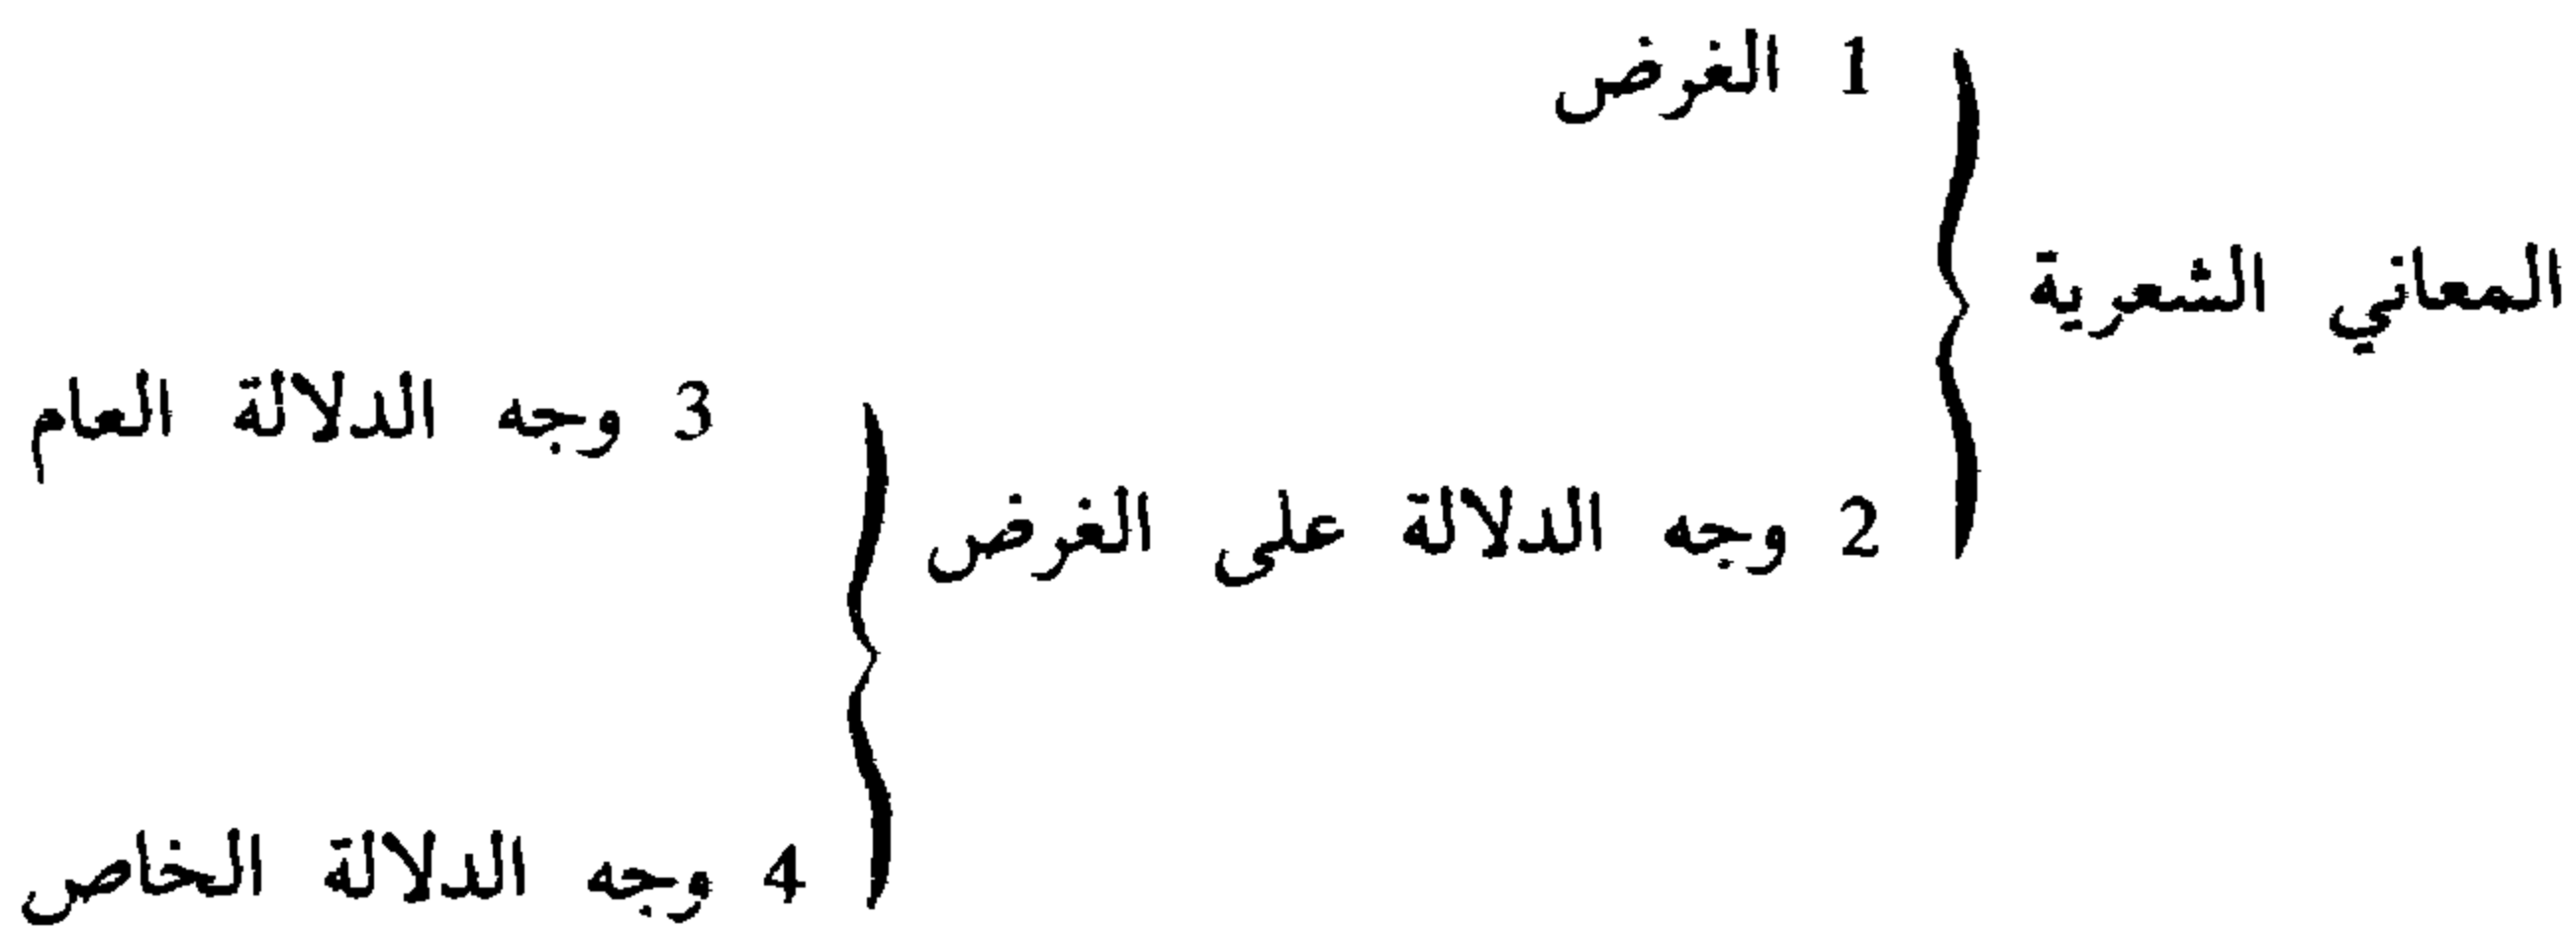 1 الغرض
المعاني الشعرية
3 وجه الدلالة العام
2 وجه الدلالة على الغرض
4 وجه الدلالة الخاص